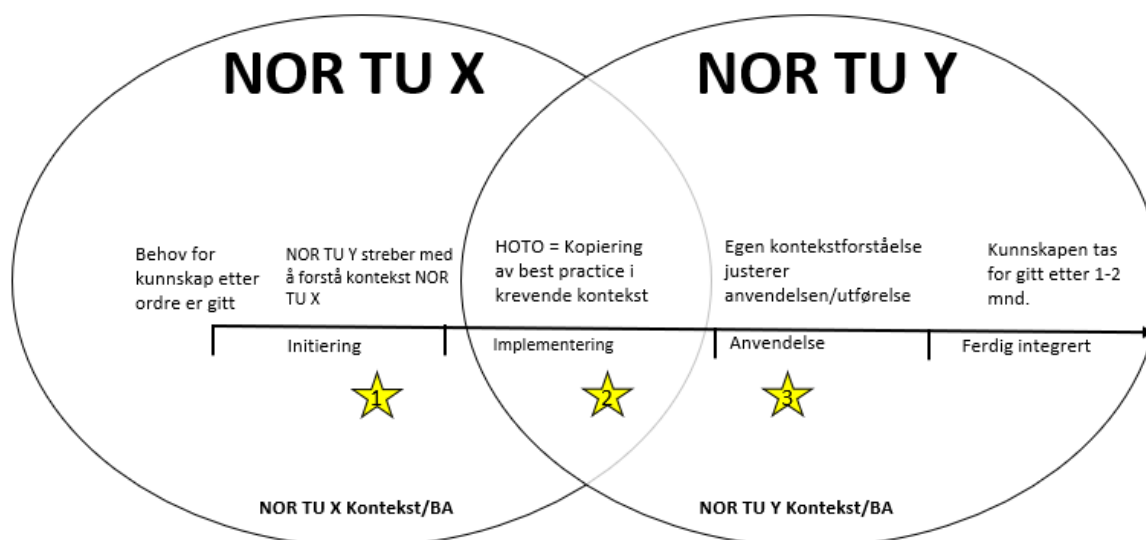 NOR TU X
NOR TU Y
Behov for
kunnskap etter
ordre er gitt
NOR TU Y streber med
å forstå kontekst NOR
TU X
HOTO = Kopiering
av best practice i
krevende kontekst
Egen kontekstforståelse
justerer
anvendelsen/utførelse
Kunnskapen tas
for gitt etter 1-2
mnd.
Initiering
Implementering
Anvendelse
Ferdig integrert
1
2
3
NOR TU X Kontekst/BA
NOR TU Y Kontekst/BA